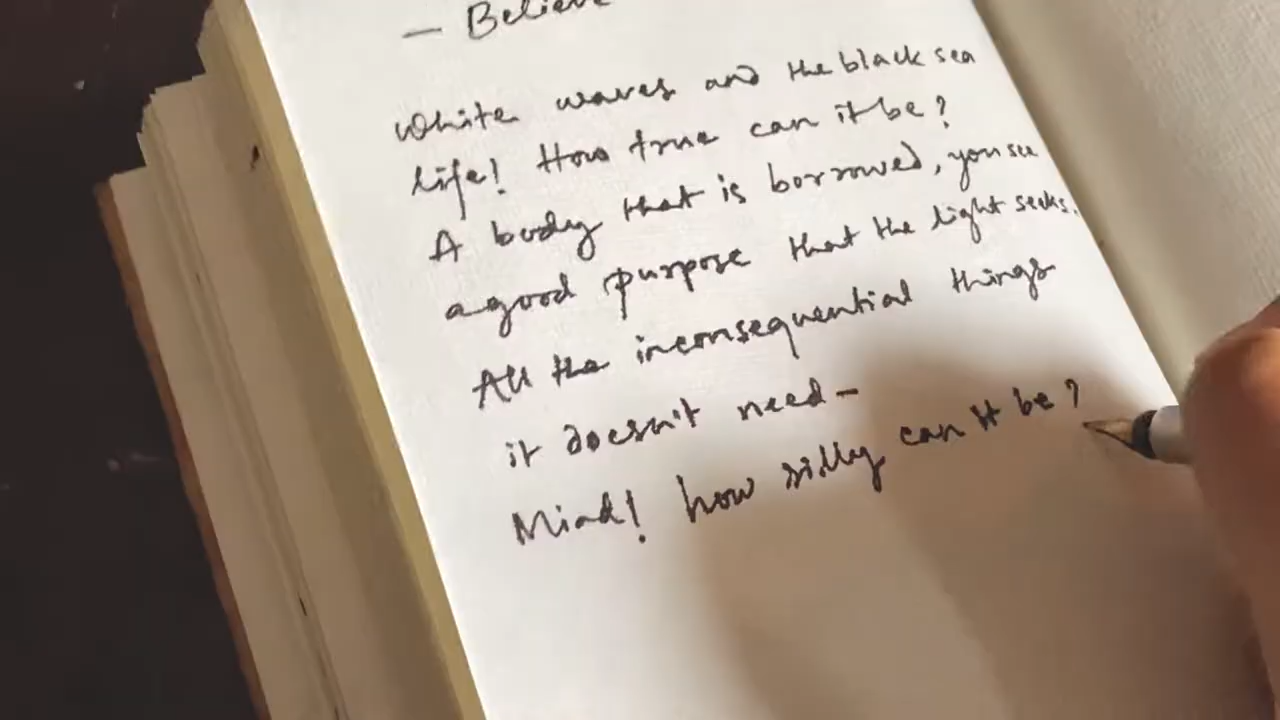 — Believe
White waves and the black sea
life! How true can it be?
A body that is borrowed, you see
a good purpose that the light seeks.
All the inconsequential things
it doesn't need -
Mind! how silly can it be?